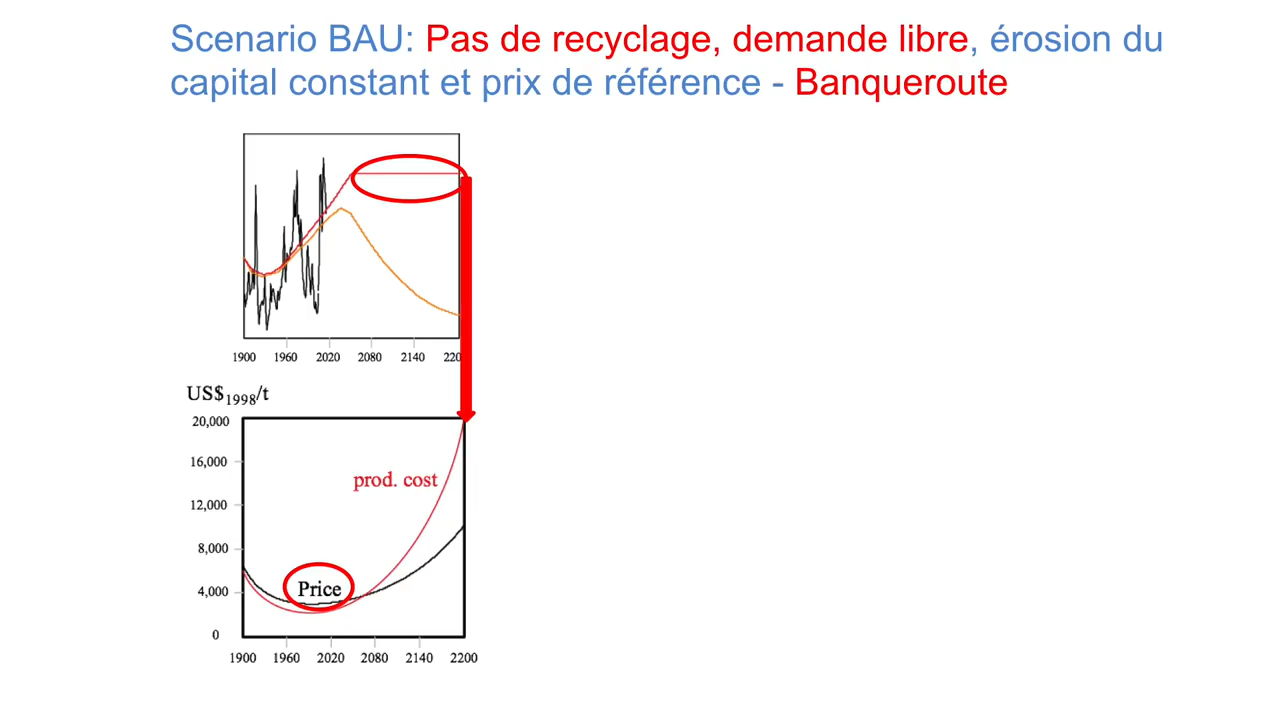 Scenario BAU: Pas de recyclage, demande libre, érosion du
capital constant et prix de référence - Banqueroute
1900 1960 2020 2080 2140 220
US$1998/t
20,000
16,000
prod. cost
12,000
8,000
4,000
Price
0
1900 1960 2020 2080 2140 2200